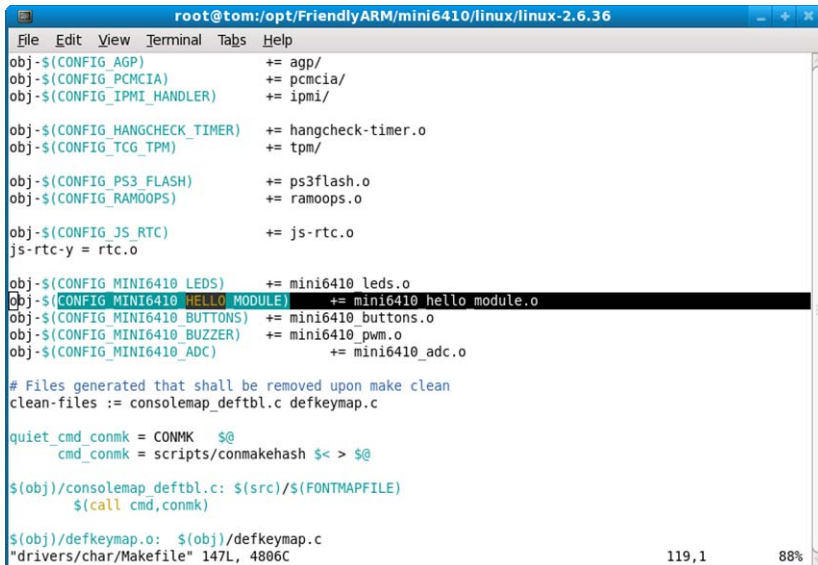 root@tom:/opt/FriendlyARM/mini6410/linux/linux-2.6.36
File Edit View Terminal Tabs Help
obj-$(CONFIG_AGP) += agp/
obj-$(CONFIG_PCMCIA) += pcmcia/
obj-$(CONFIG_IPMI_HANDLER) += ipmi/
obj-$(CONFIG_HANGCHECK_TIMER) += hangcheck-timer.o
obj-$(CONFIG_TCG_TPM) += tpm/
obj-$(CONFIG_PS3_FLASH) += ps3flash.o
obj-$(CONFIG_RAMOOPS) += ramoops.o
obj-$(CONFIG_JS_RTC) += js-rtc.o
js-rtc-y = rtc.o
obj-$(CONFIG_MINI6410_LEDS) += mini6410_leds.o
obj-$(CONFIG_MINI6410_HELLO_MODULE) += mini6410_hello_module.o
obj-$(CONFIG_MINI6410_BUTTONS) += mini6410_buttons.o
obj-$(CONFIG_MINI6410_BUZZER) += mini6410_pwm.o
obj-$(CONFIG_MINI6410_ADC) += mini6410_adc.o
# Files generated that shall be removed upon make clean
clean-files := consolemap_deftbl.c defkeymap.c
quiet_cmd_conmk = CONMK $@
cmd_conmk = scripts/conmakehash $< > $@
$(obj)/consolemap_deftbl.c: $(src)/$(FONTMAPFILE)
$(call cmd,conmk)
$(obj)/defkeymap.o: $(obj)/defkeymap.c
"drivers/char/Makefile" 147L, 4806C 119,1 88%